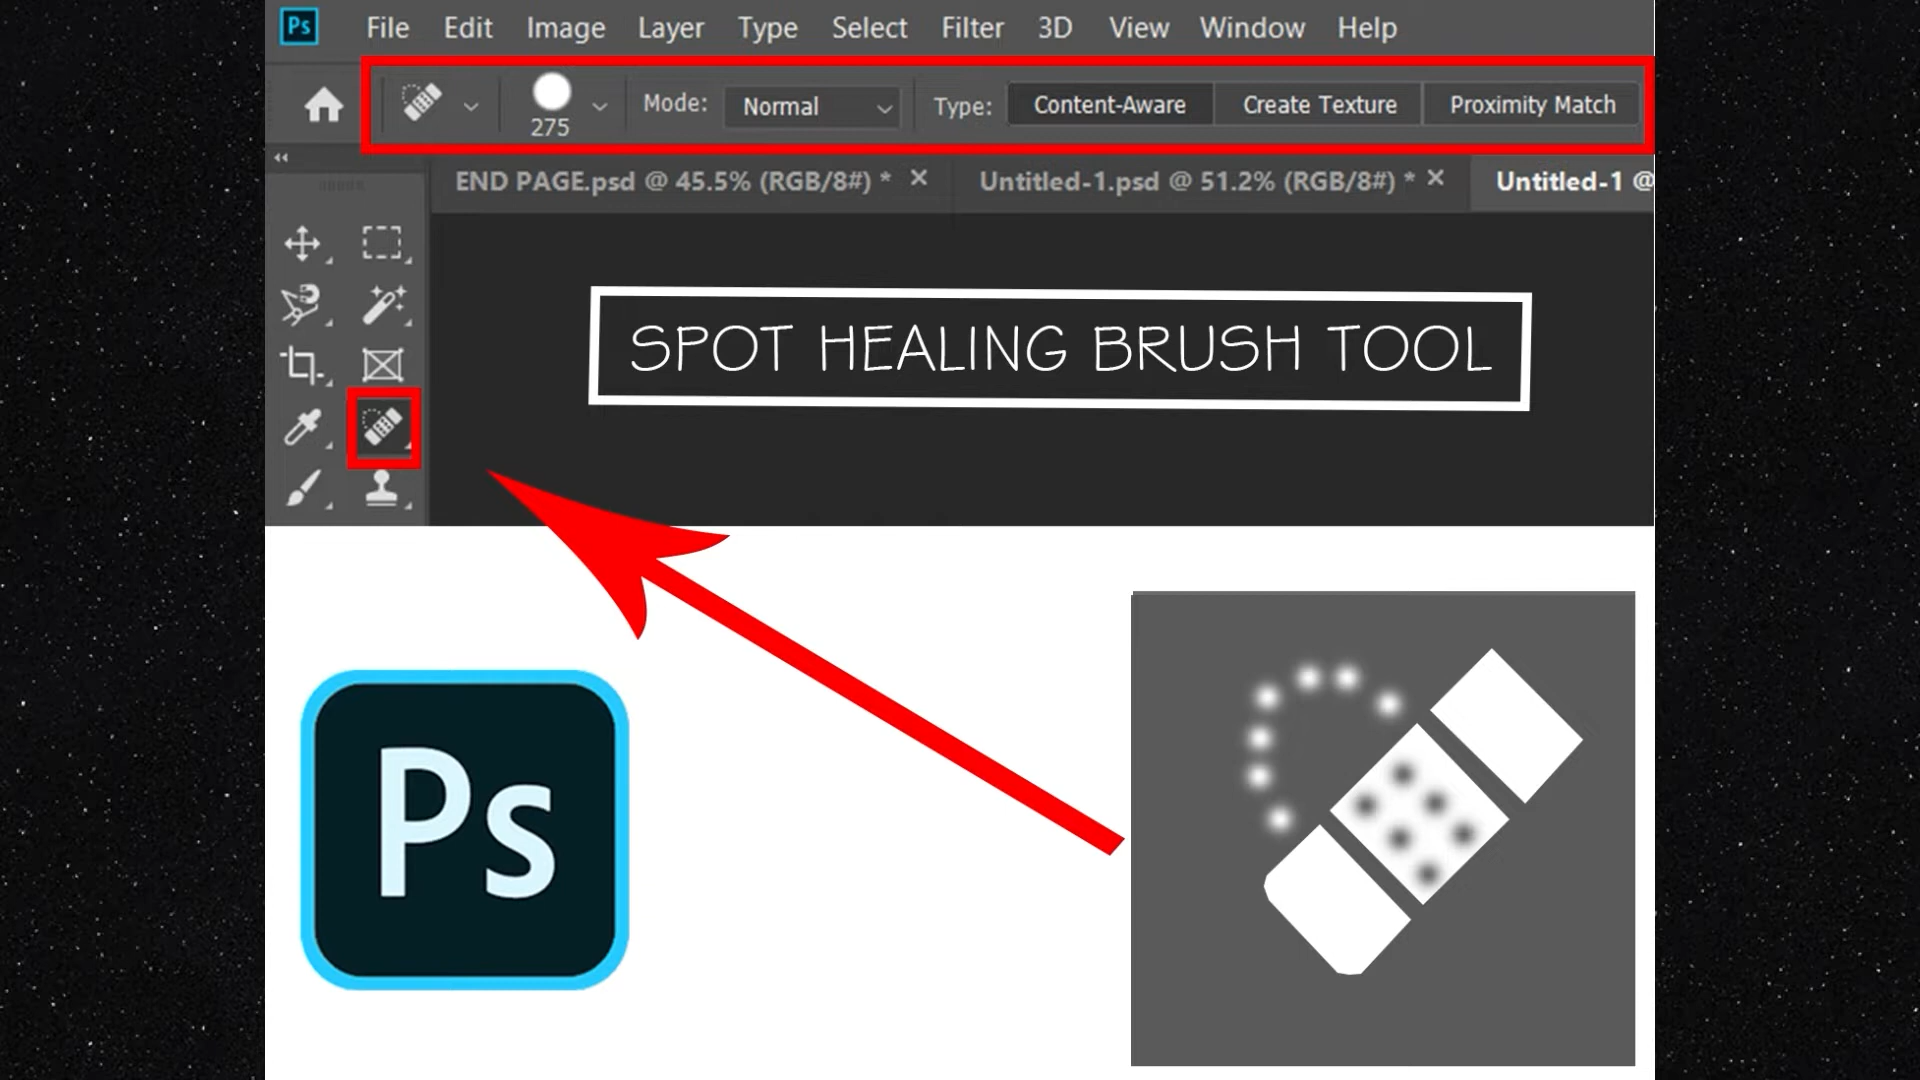 Ps File Edit Image Layer Type Select Filter 3D View Window Help
275 Mode: Normal Type: Content-Aware Create Texture Proximity Match
END PAGE.psd @ 45.5% (RGB/8#) * × Untitled-1.psd @ 51.2% (RGB/8#) * × Untitled-1 @
SPOT HEALING BRUSH TOOL
Ps